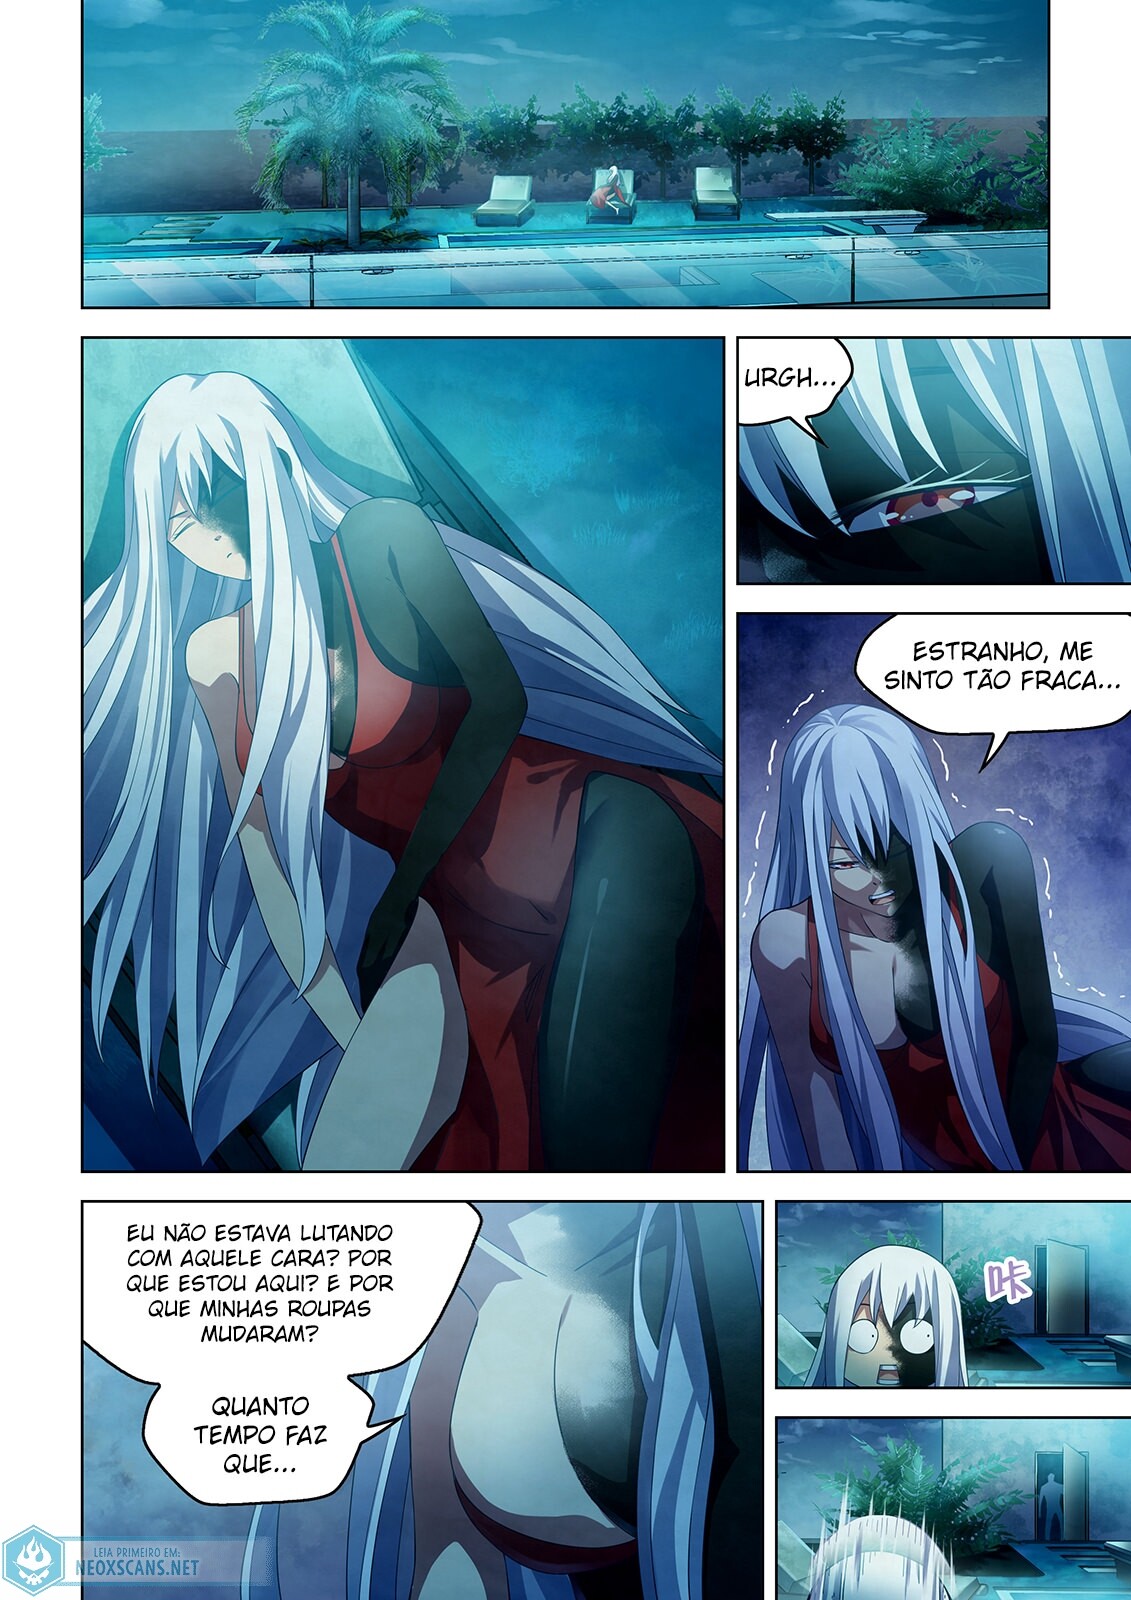 URGH...
ESTRANHO, ME
SINTO TÃO FRACA...
EU NÃO ESTAVA LUTANDO
COM AQUELE CARA? POR
QUE ESTOU AQUI? E POR
QUE MINHAS ROUPAS
MUDARAM?
QUANTO
TEMPO FAZ
QUE...
咔
LEIA PRIMEIRO EM:
NEOXSCANS.NET